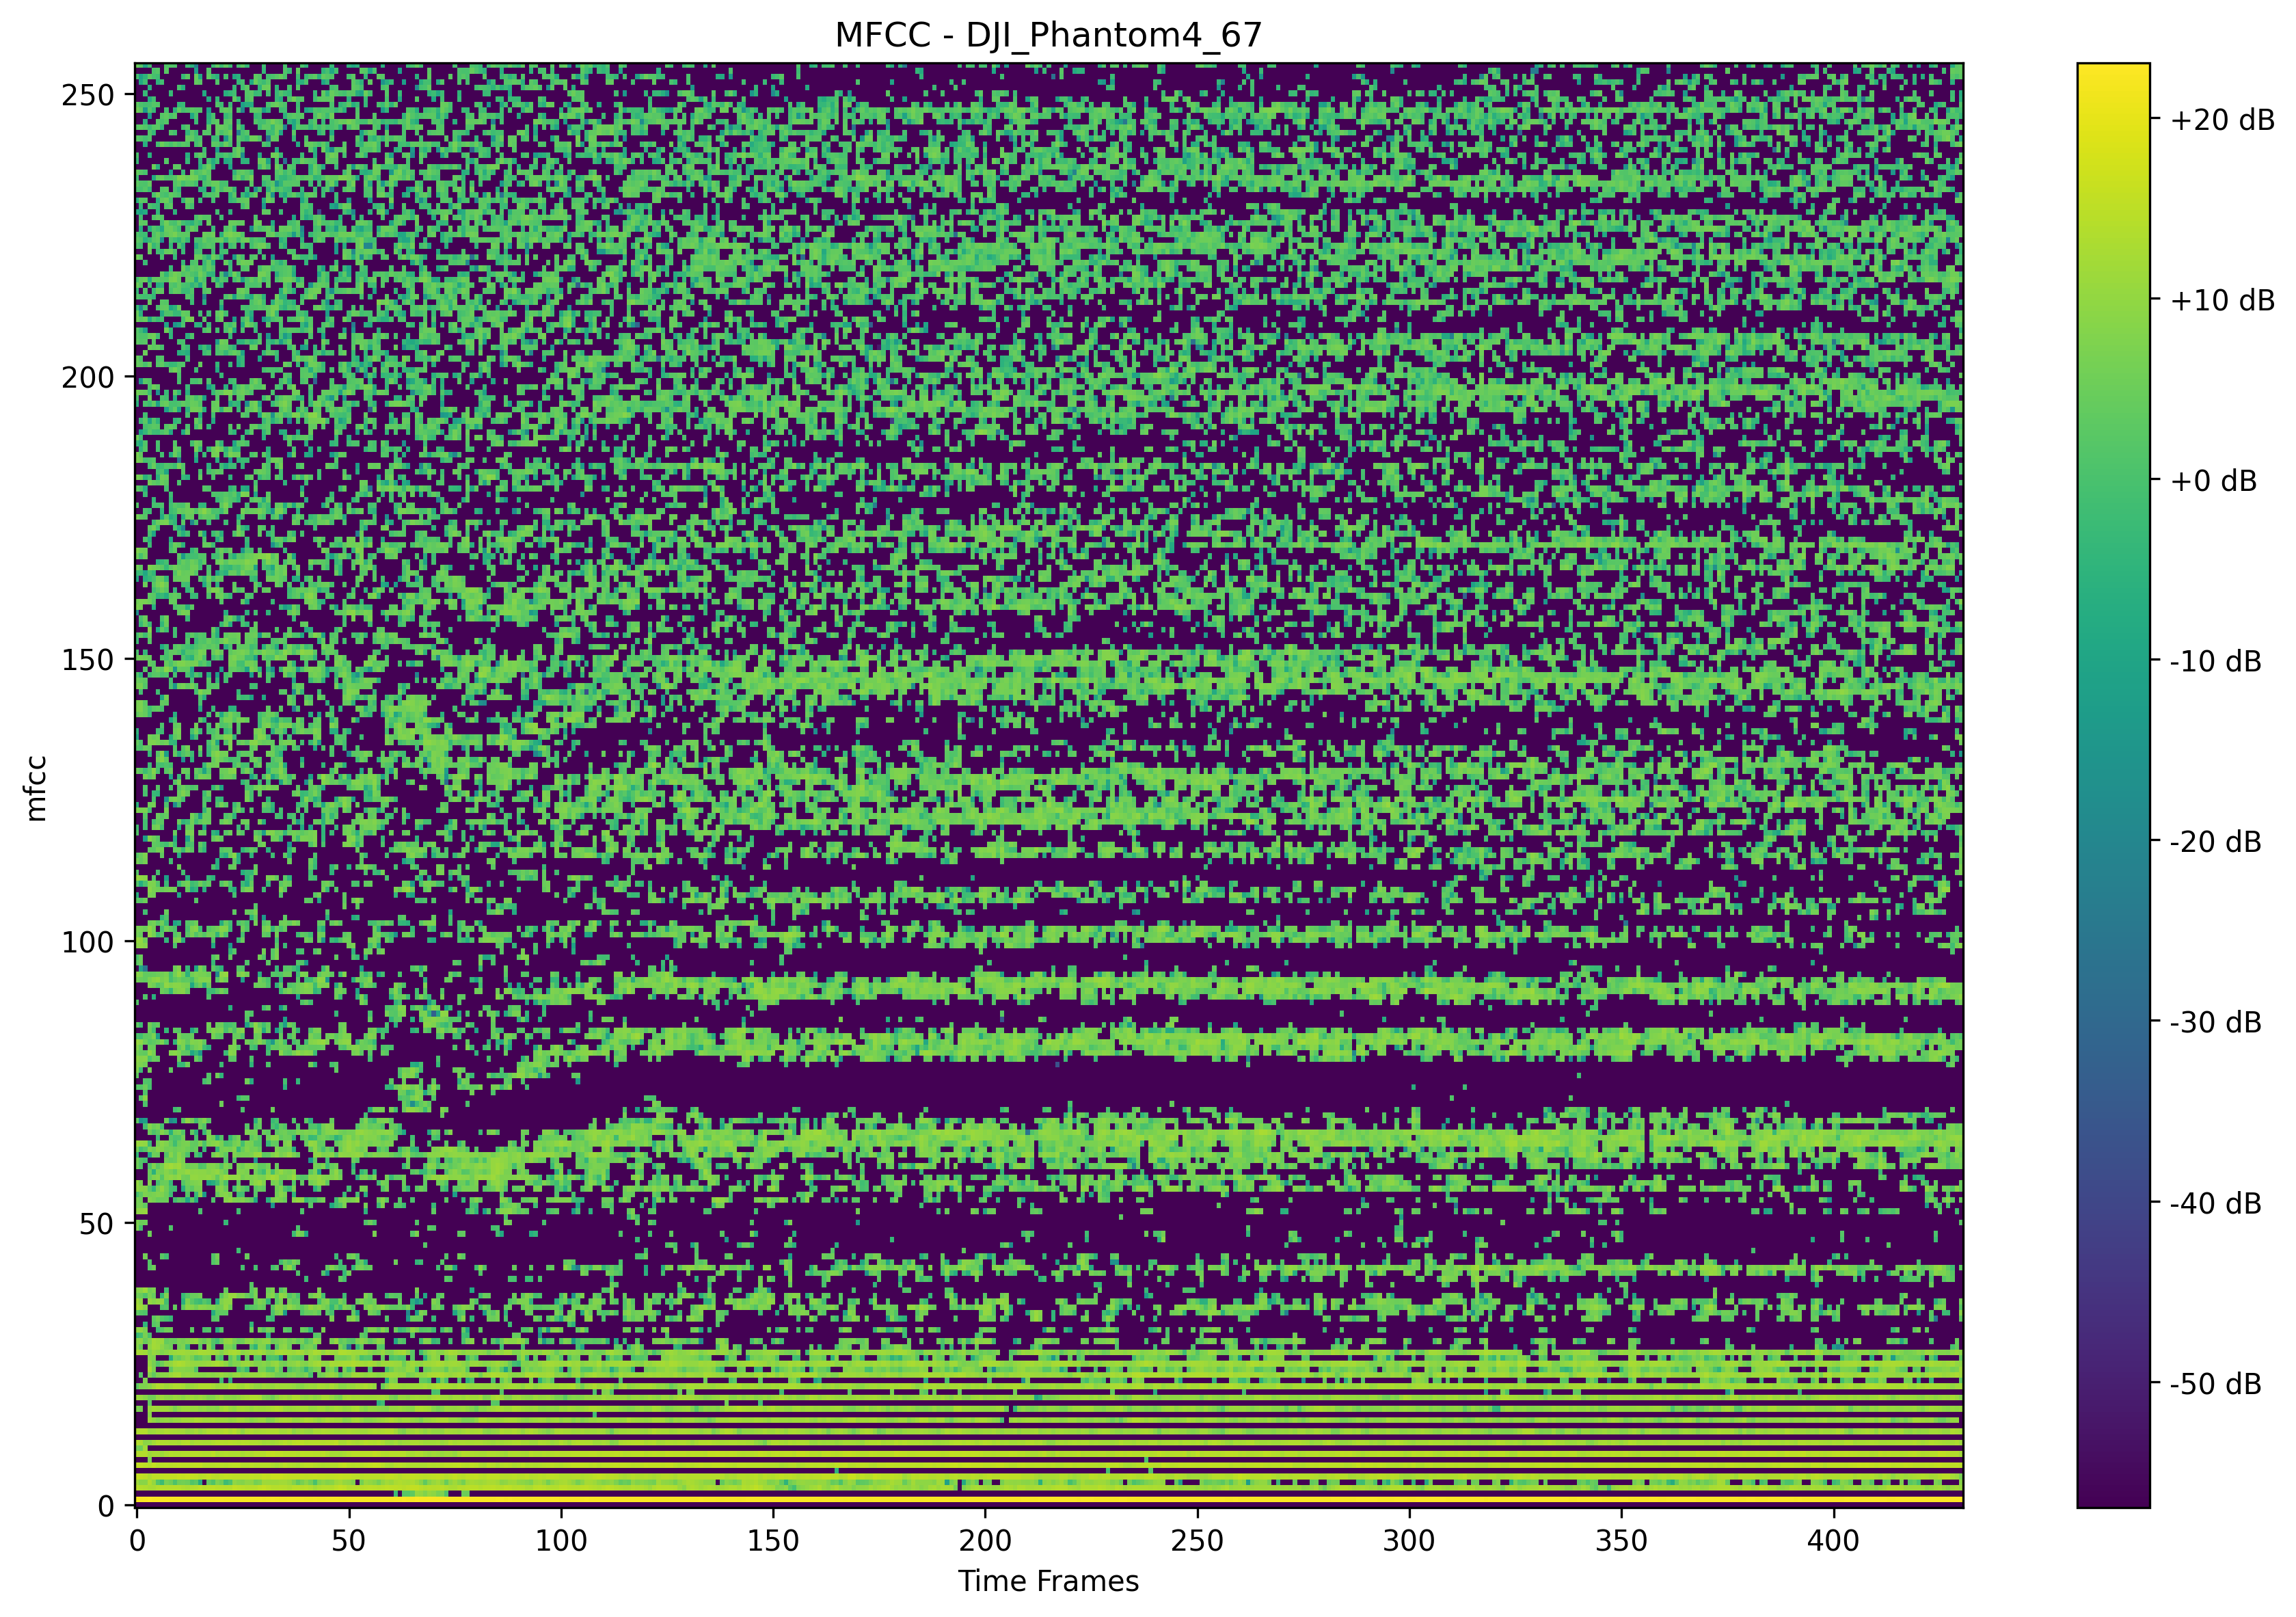 MFCC - DJI_Phantom4_67
mfcc
250
200
150
100
50
0
0 50 100 150 200 250 300 350 400
Time Frames
+20 dB
+10 dB
+0 dB
-10 dB
-20 dB
-30 dB
-40 dB
-50 dB